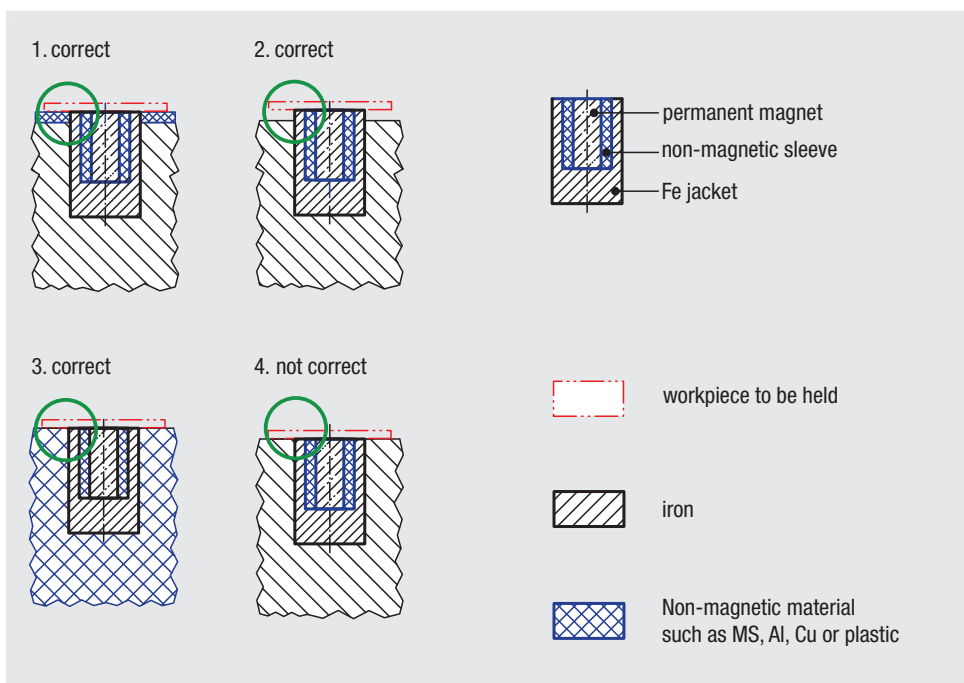 1. correct
2. correct
permanent magnet
non-magnetic sleeve
Fe jacket
3. correct
4. not correct
workpiece to be held
iron
Non-magnetic material
such as MS, Al, Cu or plastic